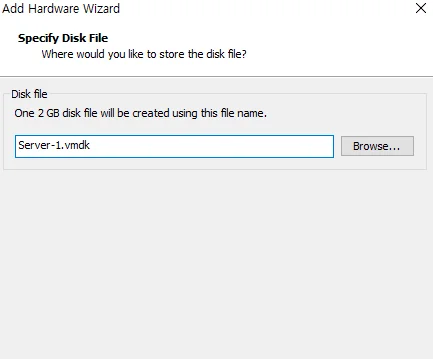 Add Hardware Wizard
Specify Disk File
Where would you like to store the disk file?
Disk file
One 2 GB disk file will be created using this file name.
Server-1.vmdk
Browse...